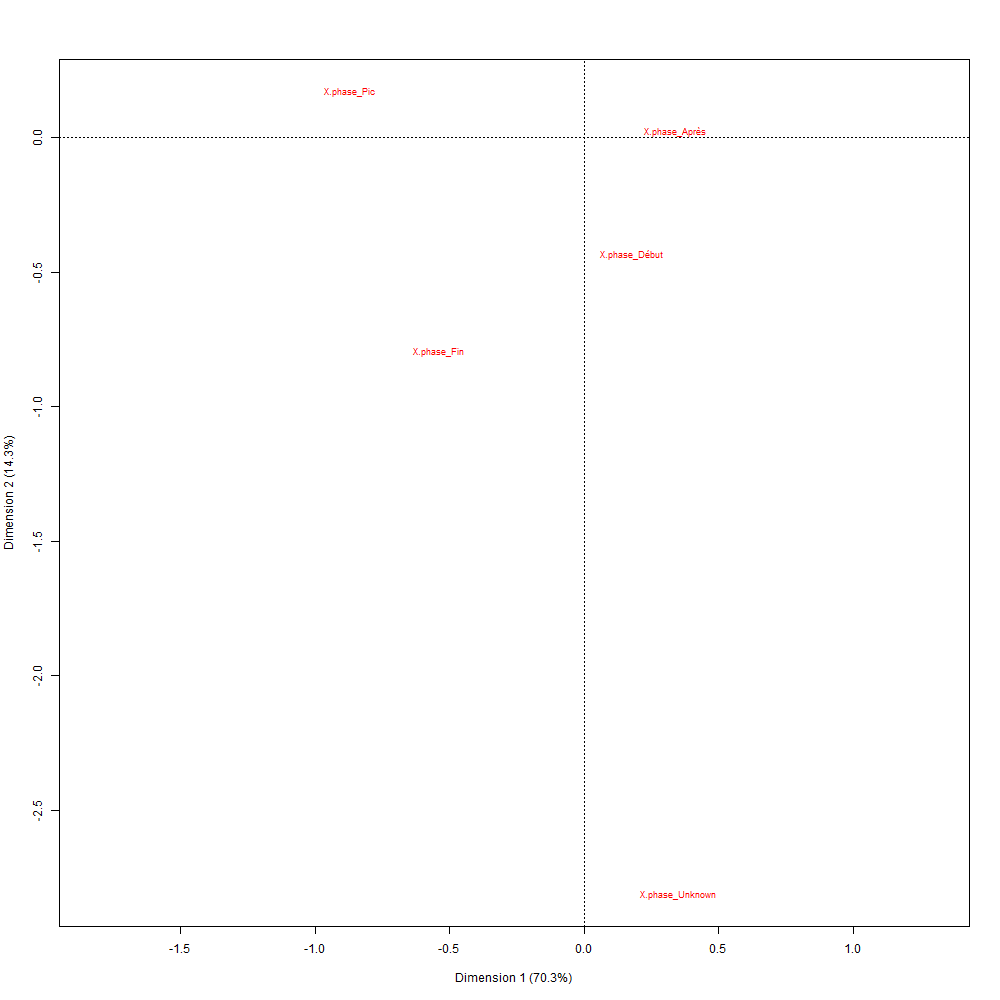 X.phase_Pic
X.phase_Après
X.phase_Début
X.phase_Fin
X.phase_Unknown
0.0
-0.5
-1.0
-1.5
-2.0
-2.5
Dimension 2 (14.3%)
-1.5 -1.0 -0.5 0.0 0.5 1.0
Dimension 1 (70.3%)